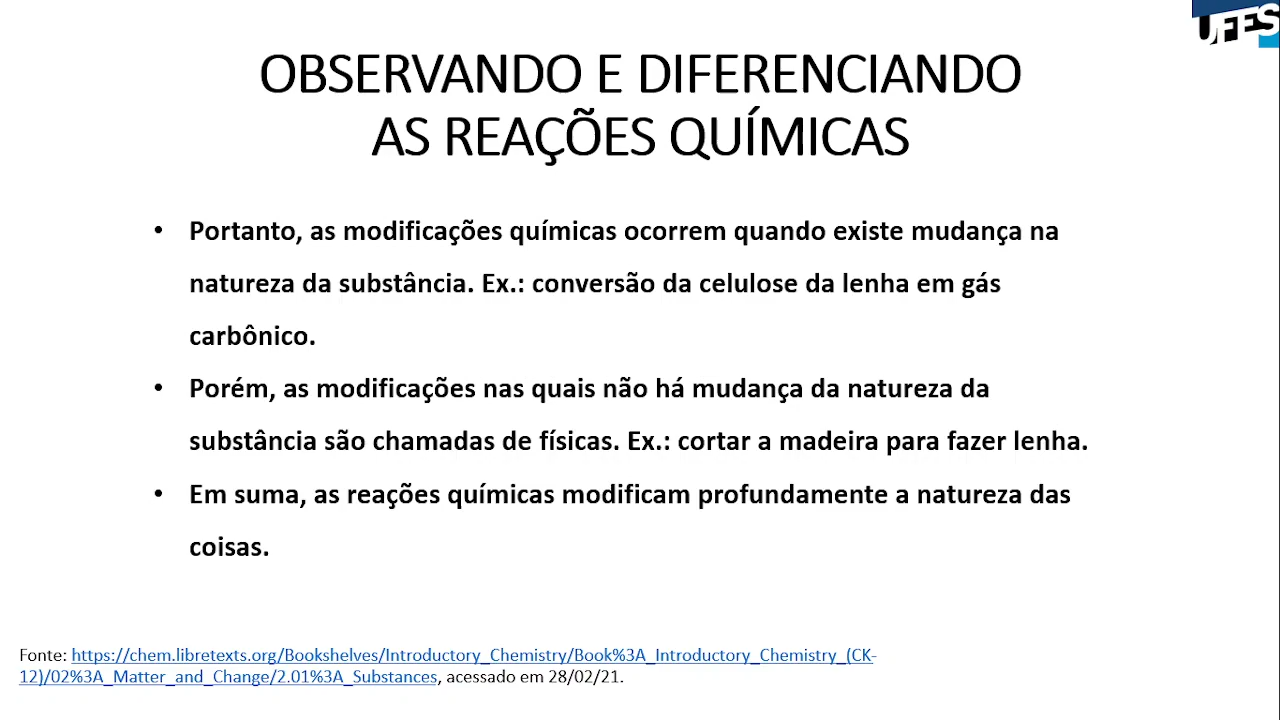 UFES
OBSERVANDO E DIFERENCIANDO
AS REAÇÕES QUÍMICAS
• Portanto, as modificações químicas ocorrem quando existe mudança na
natureza da substância. Ex.: conversão da celulose da lenha em gás
carbônico.
• Porém, as modificações nas quais não há mudança da natureza da
substância são chamadas de físicas. Ex.: cortar a madeira para fazer lenha.
• Em suma, as reações químicas modificam profundamente a natureza das
coisas.
Fonte: https://chem.libretexts.org/Bookshelves/Introductory_Chemistry/Book%3A_Introductory_Chemistry_(CK-
12)/02%3A_Matter_and_Change/2.01%3A_Substances, acessado em 28/02/21.